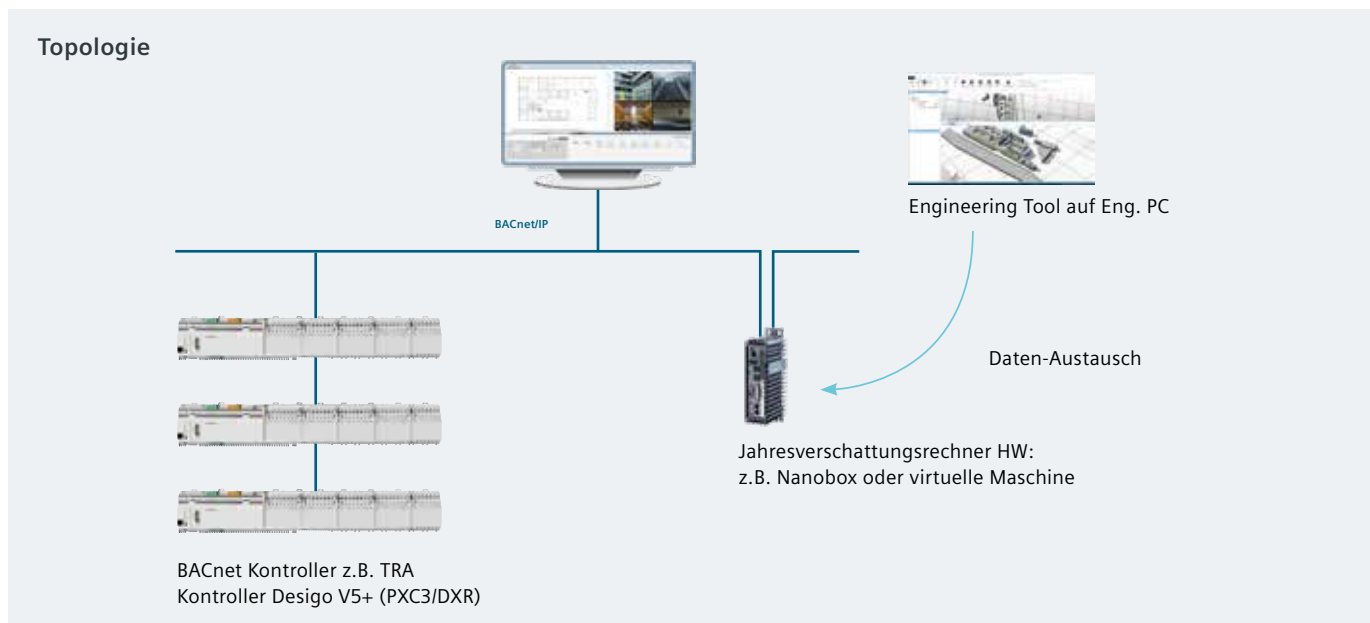 Topologie
BACnet/IP
Engineering Tool auf Eng. PC
Daten-Austausch
Jahresverschattungsrechner HW:
z.B. Nanobox oder virtuelle Maschine
BACnet Kontroller z.B. TRA
Kontroller Desigo V5+ (PXC3/DXR)